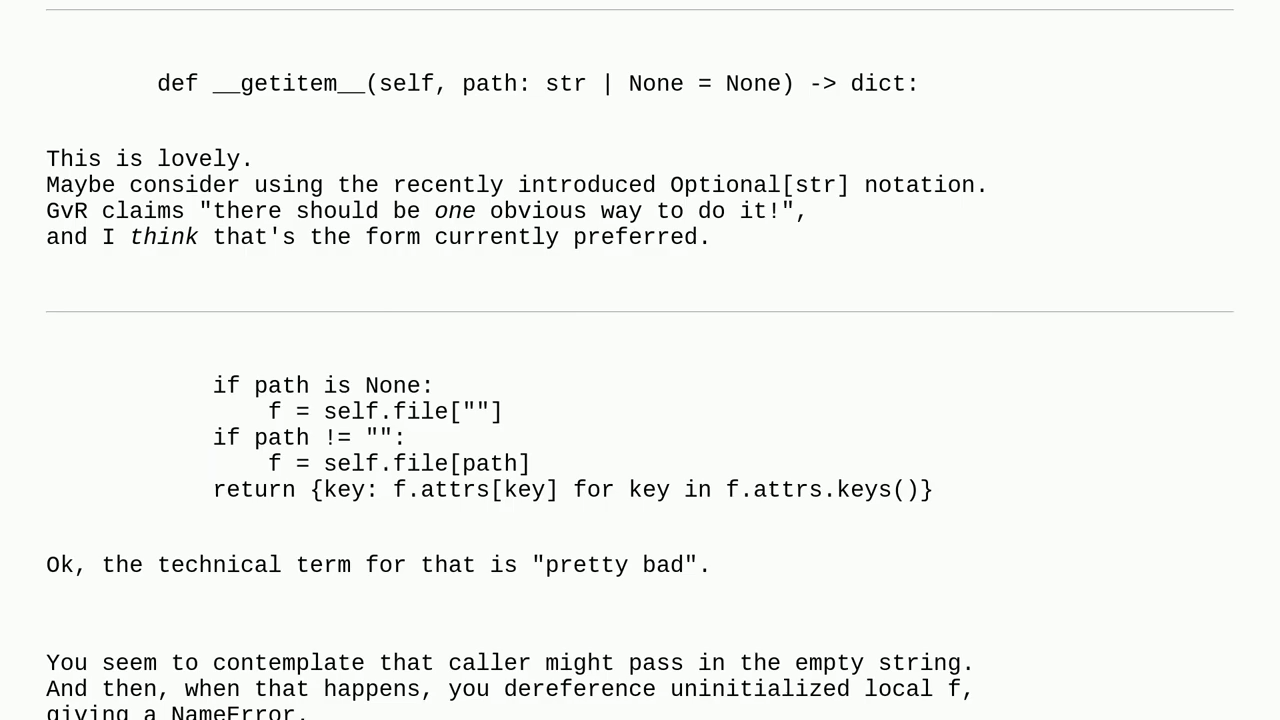 def __getitem__(self, path: str | None = None) -> dict:
This is lovely.
Maybe consider using the recently introduced Optional[str] notation.
GvR claims "there should be one obvious way to do it!",
and I think that's the form currently preferred.
if path is None:
    f = self.file[""]
if path != "":
    f = self.file[path]
return {key: f.attrs[key] for key in f.attrs.keys()}
Ok, the technical term for that is "pretty bad".
You seem to contemplate that caller might pass in the empty string.
And then, when that happens, you dereference uninitialized local f,
giving a NameError.